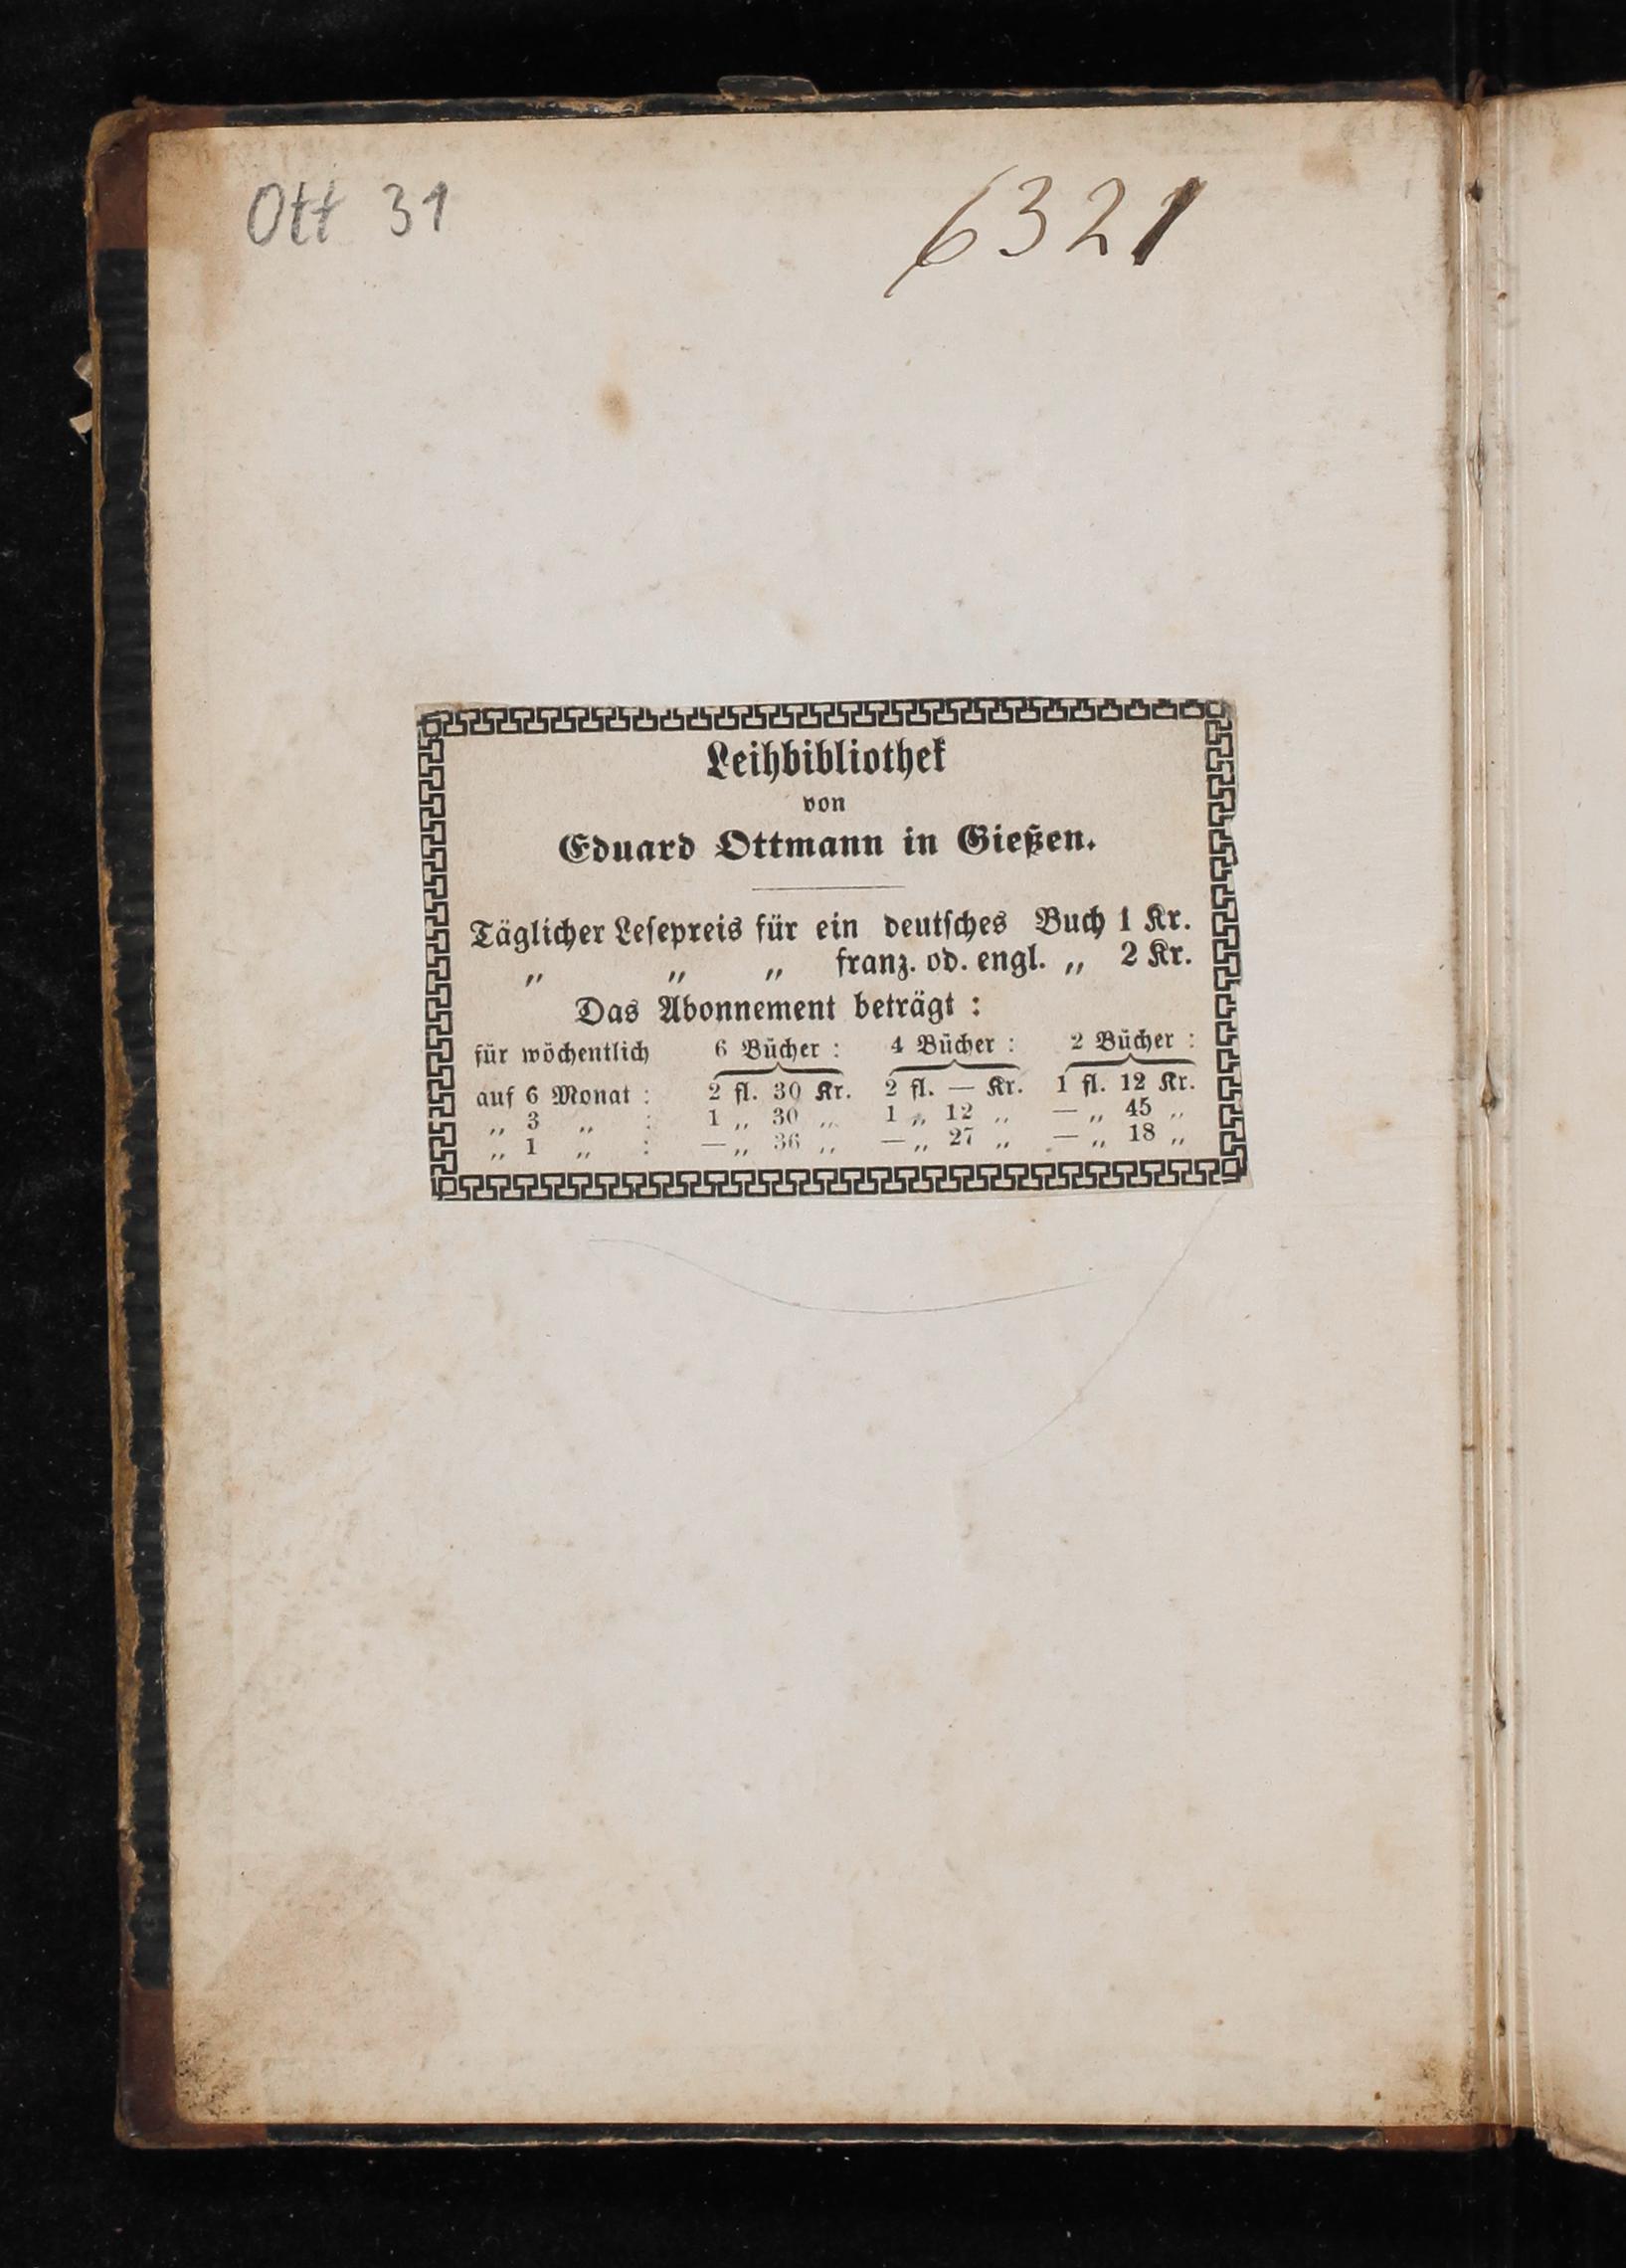 Ott 31
6321
Leihbibliothek
von
Eduard Ottmann in Gießen.
Täglicher Lesepreis für ein deutsches Buch 1 Kr.
„ „ „ franz. od. engl. „ 2 Kr.
Das Abonnement beträgt :
für wöchentlich 6 Bücher : 4 Bücher : 2 Bücher :
auf 6 Monat : 2 fl. 30 Kr. 2 fl. — Kr. 1 fl. 12 Kr.
„ 3 „ : 1 „ 30 „ 1 „ 12 „ — „ 45 „
„ 1 „ : — „ 36 „ — „ 27 „ — „ 18 „